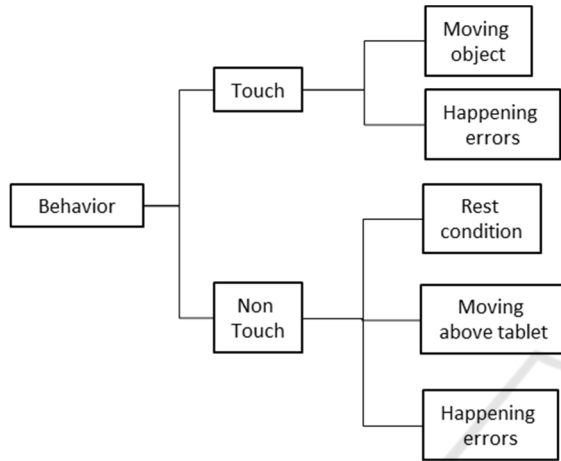 Moving
object
Touch
Happening
errors
Behavior
Rest
condition
Non
Touch
Moving
above tablet
Happening
errors